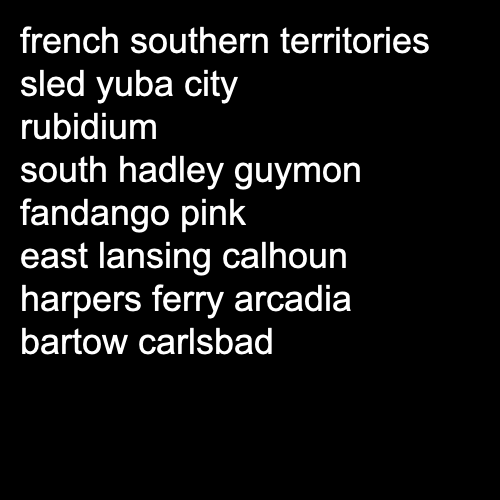 french southern territories
sled yuba city
rubidium
south hadley guymon
fandango pink
east lansing calhoun
harpers ferry arcadia
bartow carlsbad